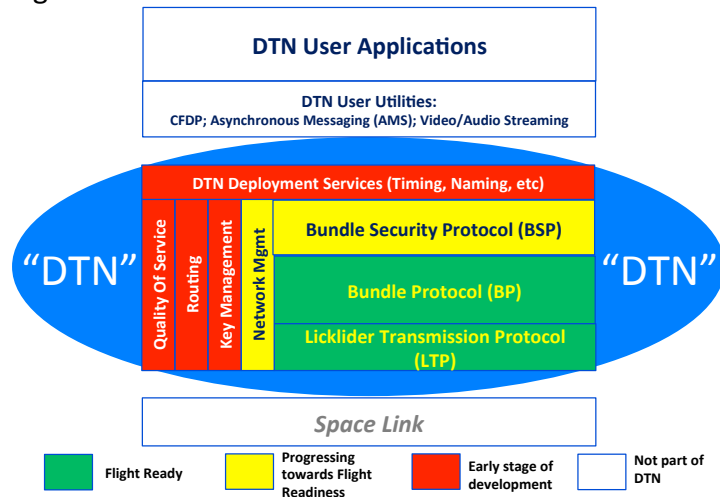 g
DTN User Applications
DTN User Utilities:
CFDP; Asynchronous Messaging (AMS); Video/Audio Streaming
DTN Deployment Services (Timing, Naming, etc)
"DTN"
Quality Of Service
Routing
Key Management
Network Mgmt
Bundle Security Protocol (BSP)
Bundle Protocol (BP)
Licklider Transmission Protocol
(LTP)
"DTN"
Space Link
Flight Ready
Progressing
towards Flight
Readiness
Early stage of
development
Not part of
DTN